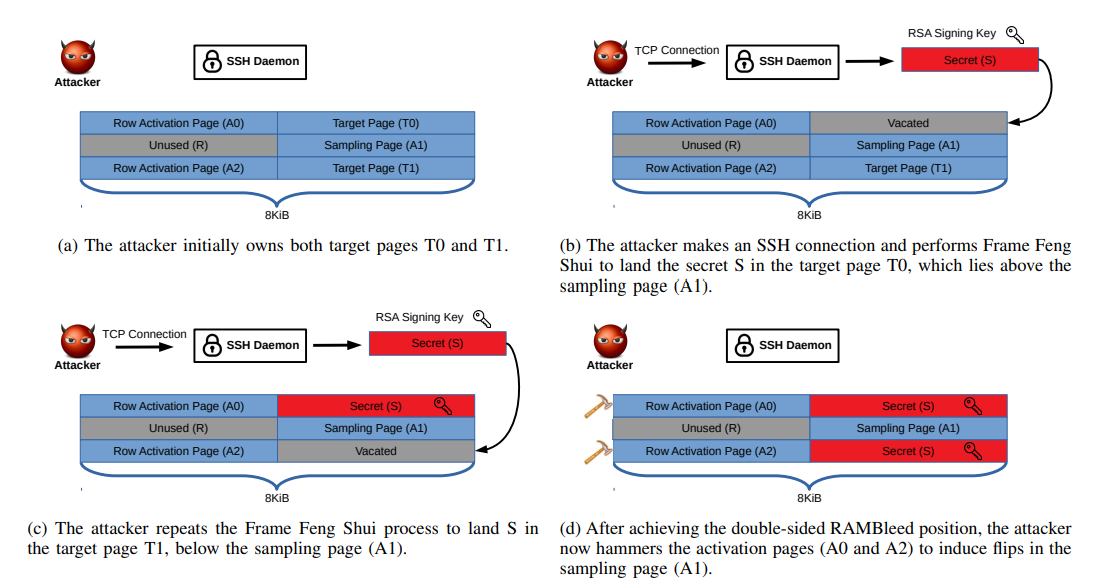 Attacker
SSH Daemon
Row Activation Page (A0) Target Page (T0)
Unused (R) Sampling Page (A1)
Row Activation Page (A2) Target Page (T1)
8KiB
(a) The attacker initially owns both target pages T0 and T1.
RSA Signing Key
TCP Connection
SSH Daemon
Secret (S)
Attacker
Row Activation Page (A0) Vacated
Unused (R) Sampling Page (A1)
Row Activation Page (A2) Target Page (T1)
8KiB
(b) The attacker makes an SSH connection and performs Frame Feng
Shui to land the secret S in the target page T0, which lies above the
sampling page (A1).
RSA Signing Key
TCP Connection
SSH Daemon
Secret (S)
Attacker
Row Activation Page (A0) Secret (S)
Unused (R) Sampling Page (A1)
Row Activation Page (A2) Vacated
8KiB
(c) The attacker repeats the Frame Feng Shui process to land S in
the target page T1, below the sampling page (A1).
SSH Daemon
Attacker
Row Activation Page (A0) Secret (S)
Unused (R) Sampling Page (A1)
Row Activation Page (A2) Secret (S)
8KiB
(d) After achieving the double-sided RAMBleed position, the attacker
now hammers the activation pages (A0 and A2) to induce flips in the
sampling page (A1).